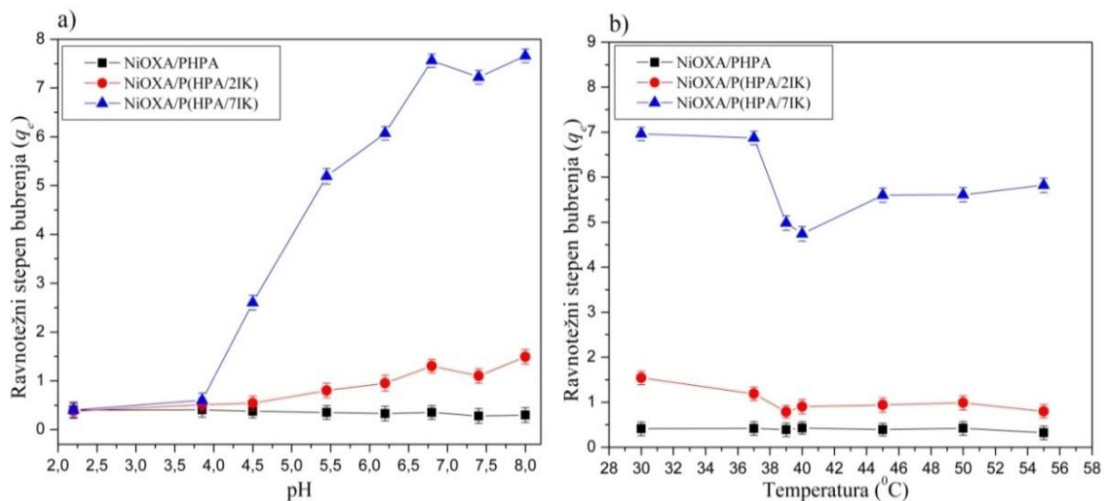 a)
Ravnotežni stepen bubrenja (qe)
8
7
6
5
4
3
2
1
0
NiOXA/PHPA
NiOXA/P(HPA/2IK)
NiOXA/P(HPA/7IK)
2,0 2,5 3,0 3,5 4,0 4,5 5,0 5,5 6,0 6,5 7,0 7,5 8,0
pH
b)
Ravnotežni stepen bubrenja (qe)
9
8
7
6
5
4
3
2
1
0
NiOXA/PHPA
NiOXA/P(HPA/2IK)
NiOXA/P(HPA/7IK)
28 30 32 34 36 38 40 42 44 46 48 50 52 54 56 58
Temperatura (⁰C)